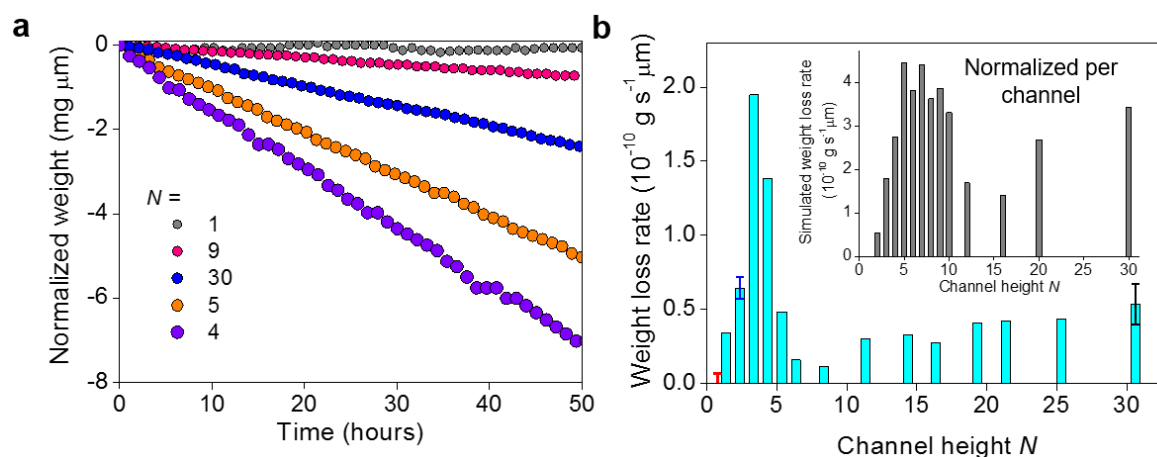 a
Normalized weight (mg μm)
0
-2
-4
-6
-8
N =
1
9
30
5
4
0 10 20 30 40 50
Time (hours)
b
Weight loss rate (10⁻¹⁰ g s⁻¹ μm)
2.0
1.5
1.0
0.5
0.0
0 5 10 15 20 25 30
Channel height N
Normalized per
channel
Simulated weight loss rate
(10⁻¹⁰ g s⁻¹μm)
4
3
2
1
0
0 5 10 15 20 25 30
Channel height N